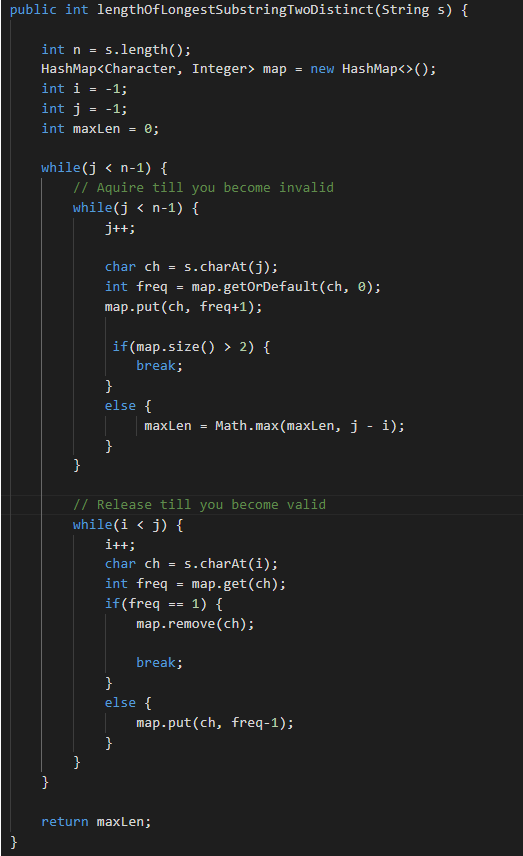 public int lengthOfLongestSubstringTwoDistinct(String s) {
int n = s.length();
HashMap<Character, Integer> map = new HashMap<>();
int i = -1;
int j = -1;
int maxLen = 0;
while(j < n-1) {
// Aquire till you become invalid
while(j < n-1) {
j++;
char ch = s.charAt(j);
int freq = map.getOrDefault(ch, 0);
map.put(ch, freq+1);
if(map.size() > 2) {
break;
}
else {
maxLen = Math.max(maxLen, j - i);
}
}
// Release till you become valid
while(i < j) {
i++;
char ch = s.charAt(i);
int freq = map.get(ch);
if(freq == 1) {
map.remove(ch);
break;
}
else {
map.put(ch, freq-1);
}
}
}
return maxLen;
}